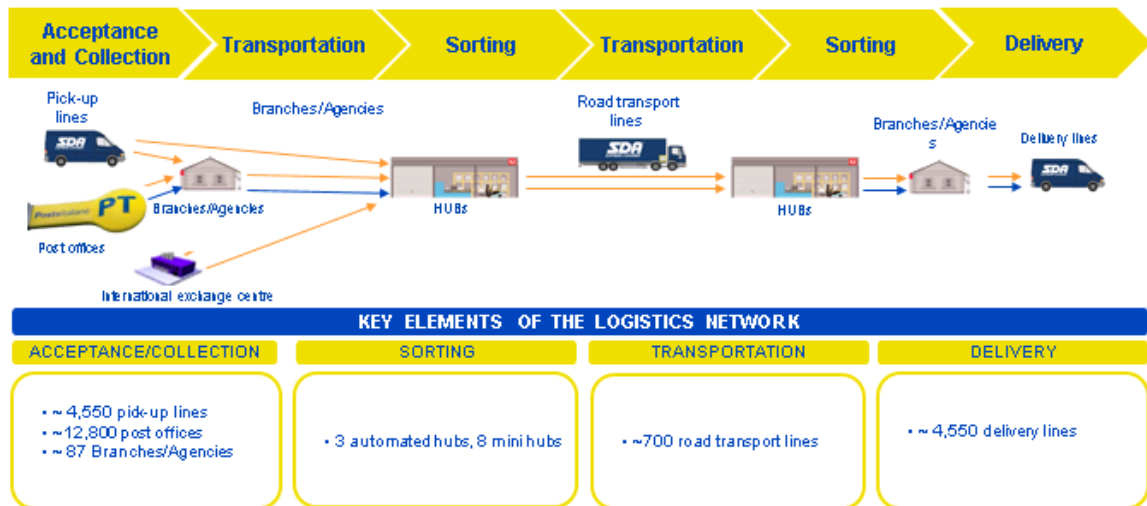 Acceptance
and Collection
Transportation
Sorting
Transportation
Sorting
Delivery
Pick-up
lines
Branches/Agencies
Road transport
lines
Branches/Agencie
s
Delivery lines
SDA
SDA
SDA
Posteitaliane
PT
Branches/Agencies
HUBs
HUBs
Post offices
International exchange centre
KEY ELEMENTS OF THE LOGISTICS NETWORK
ACCEPTANCE/COLLECTION
SORTING
TRANSPORTATION
DELIVERY
• ~ 4,550 pick-up lines
• ~12,800 post offices
• ~ 87 Branches/Agencies
• 3 automated hubs, 8 mini hubs
• ~700 road transport lines
• ~ 4,550 delivery lines